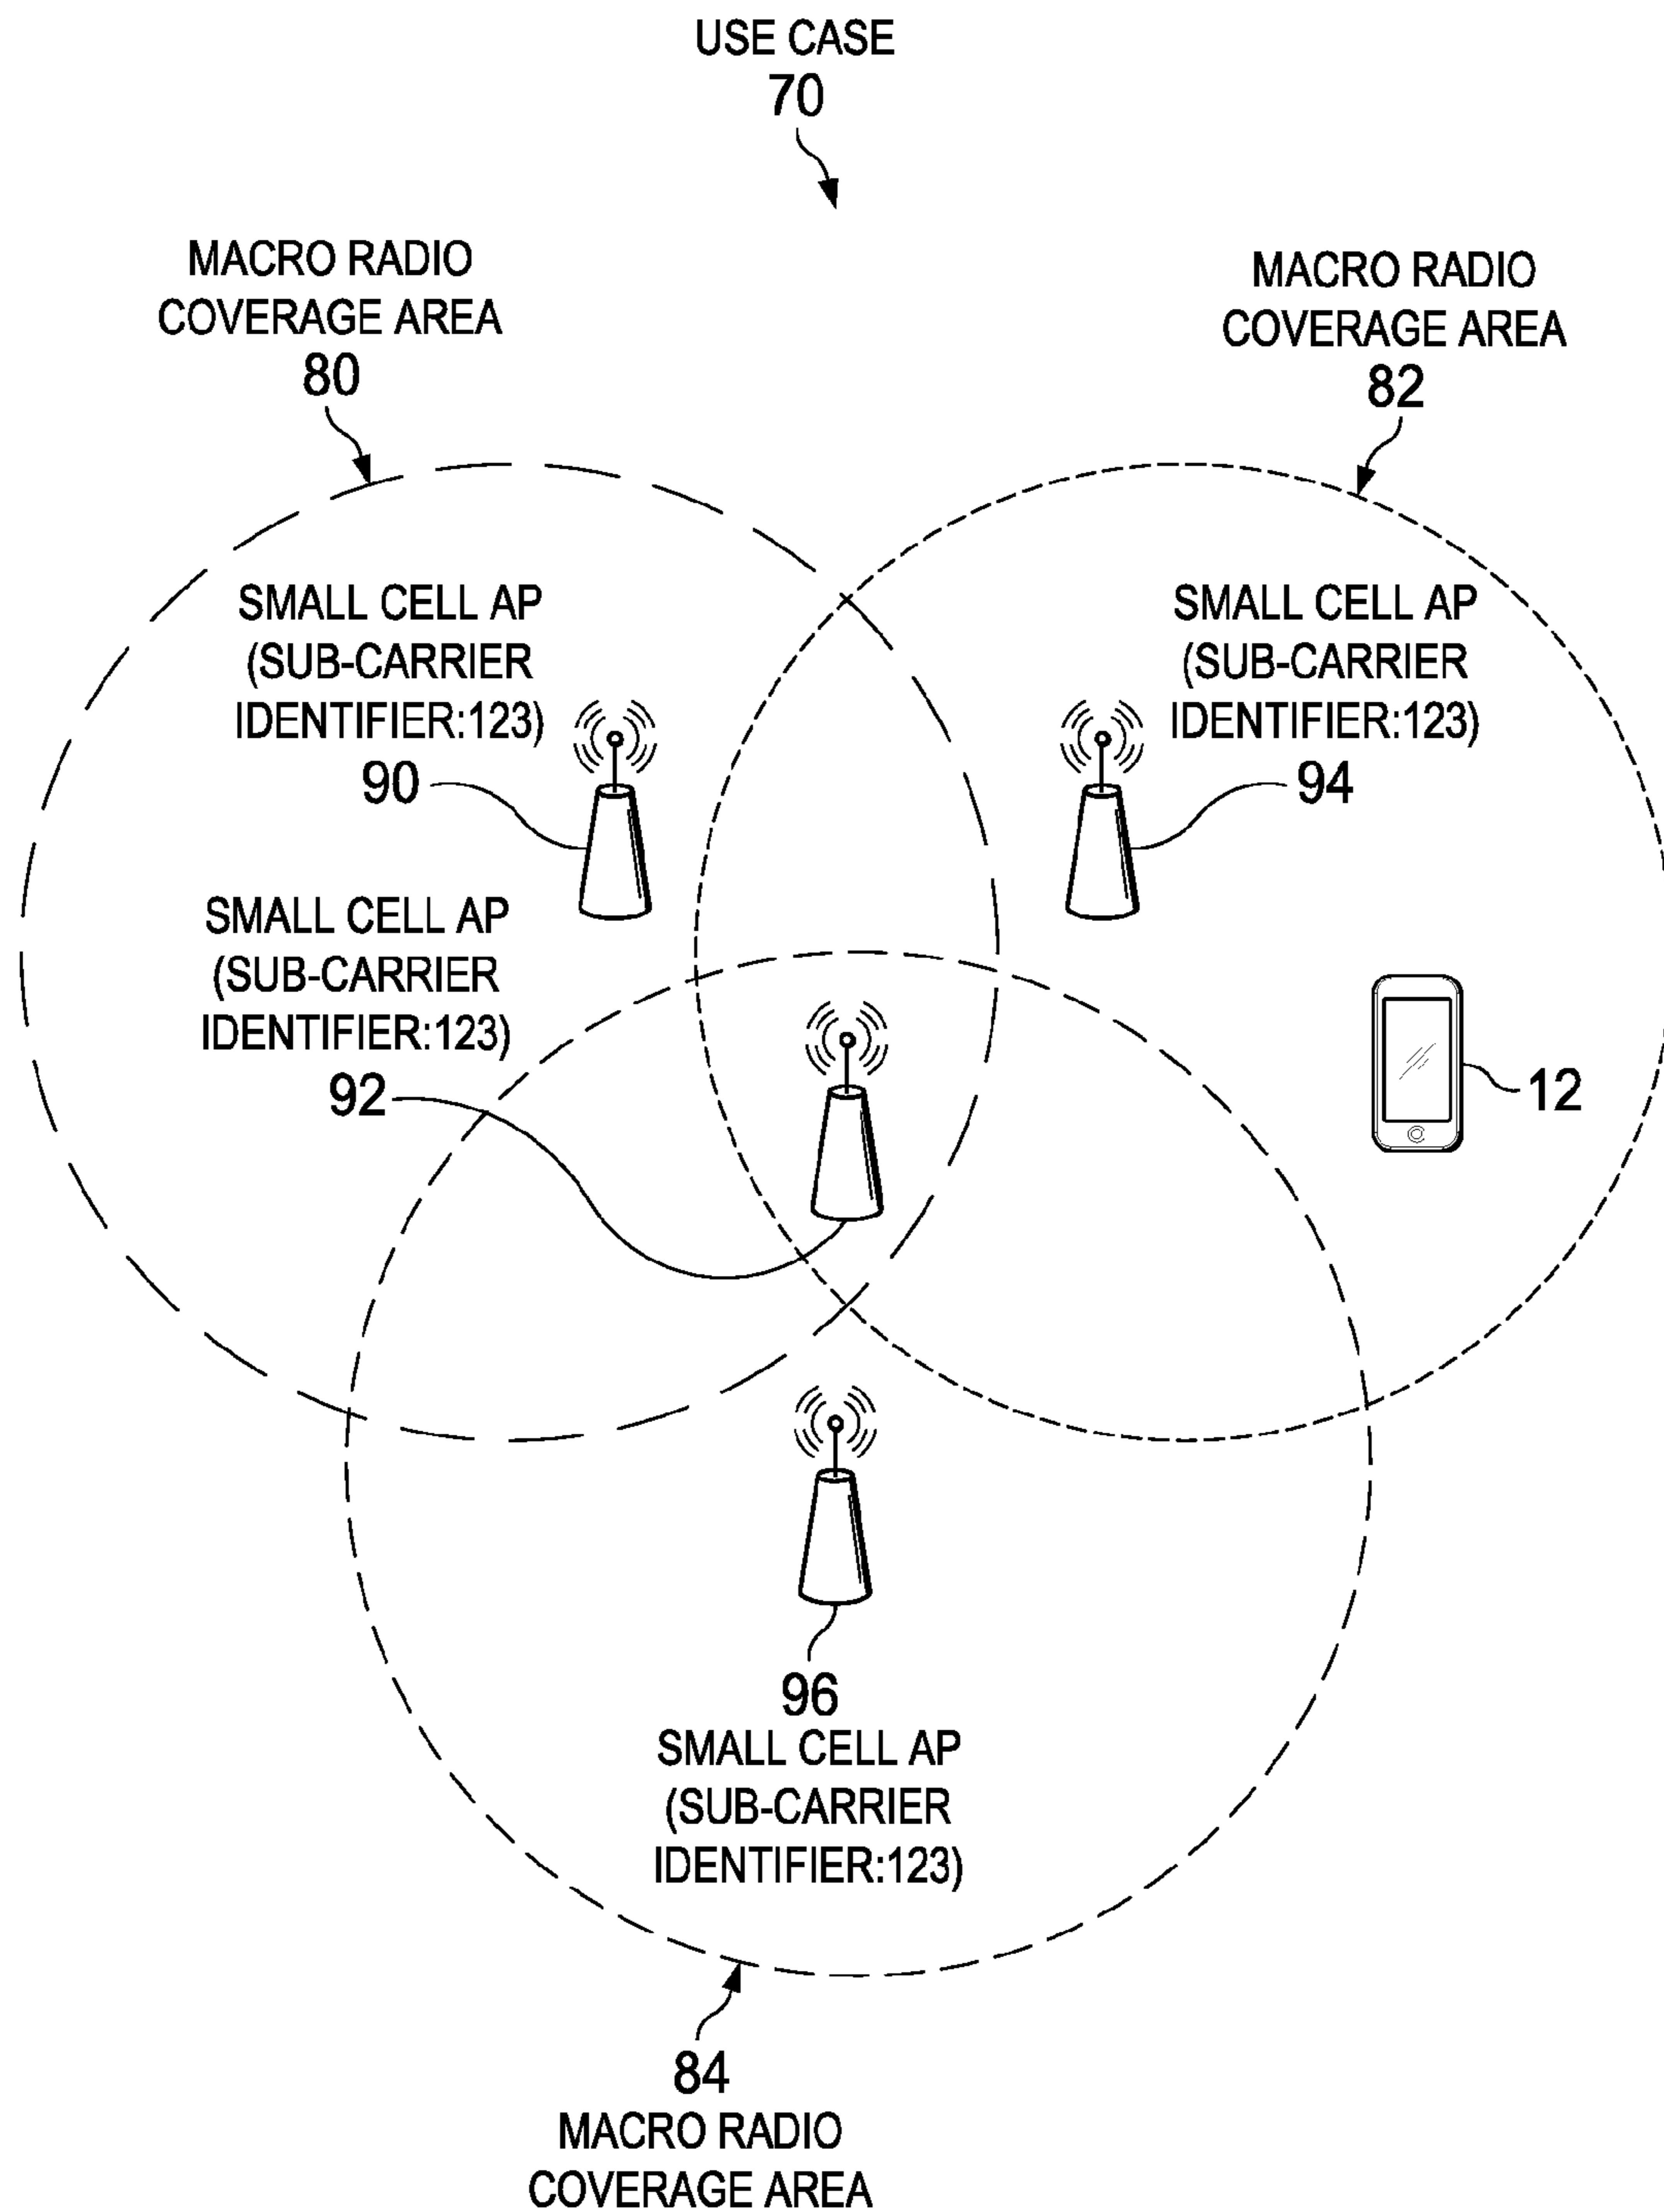 USE CASE
70
MACRO RADIO
COVERAGE AREA
80
MACRO RADIO
COVERAGE AREA
82
SMALL CELL AP
(SUB-CARRIER
IDENTIFIER:123)
90
SMALL CELL AP
(SUB-CARRIER
IDENTIFIER:123)
94
SMALL CELL AP
(SUB-CARRIER
IDENTIFIER:123)
92
12
96
SMALL CELL AP
(SUB-CARRIER
IDENTIFIER:123)
84
MACRO RADIO
COVERAGE AREA